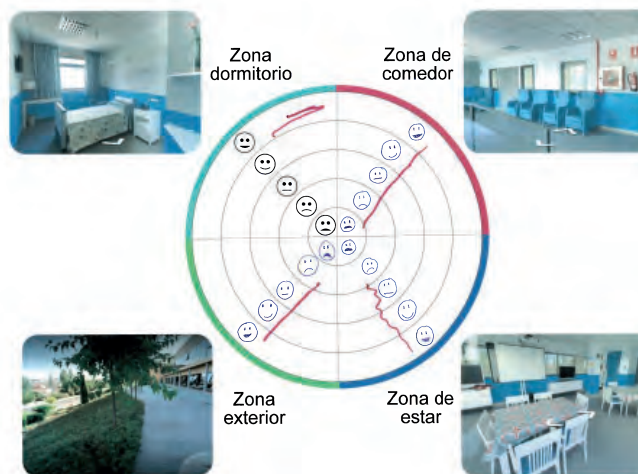 Zona
dormitorio
Zona de
comedor
Zona
exterior
Zona de
estar